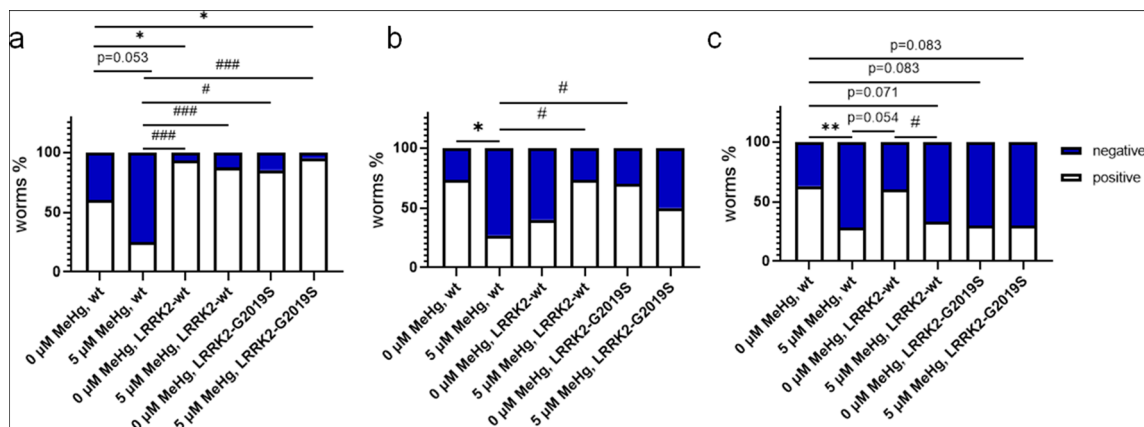 a
*
*
p=0.053
###
#
###
###
worms %
100
50
0
0 µM MeHg, wt
5 µM MeHg, wt
0 µM MeHg, LRRK2-wt
5 µM MeHg, LRRK2-wt
0 µM MeHg, LRRK2-G2019S
5 µM MeHg, LRRK2-G2019S
b
#
#
*
worms %
100
50
0
0 µM MeHg, wt
5 µM MeHg, wt
0 µM MeHg, LRRK2-wt
5 µM MeHg, LRRK2-wt
0 µM MeHg, LRRK2-G2019S
5 µM MeHg, LRRK2-G2019S
c
p=0.083
p=0.083
p=0.071
p=0.054
**
#
worms %
100
50
0
0 µM MeHg, wt
5 µM MeHg, wt
0 µM MeHg, LRRK2-wt
5 µM MeHg, LRRK2-wt
0 µM MeHg, LRRK2-G2019S
5 µM MeHg, LRRK2-G2019S
negative
positive